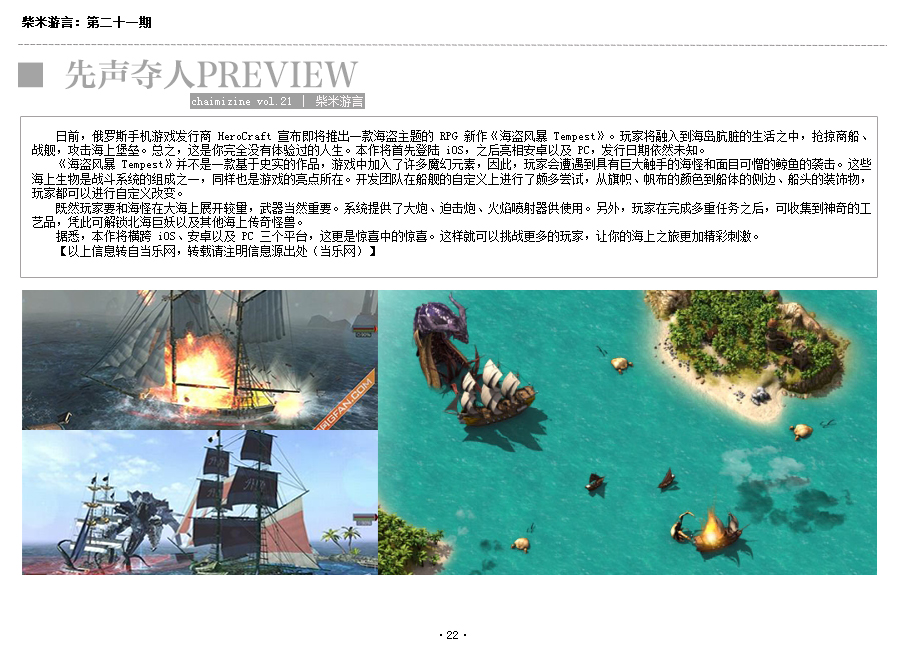 柴米游言：第二十一期
先声夺人PREVIEW
chaimizine vol.21 | 柴米游言
日前，俄罗斯手机游戏发行商 HeroCraft 宣布即将推出一款海盗主题的 RPG 新作《海盗风暴 Tempest》。玩家将融入到海岛肮脏的生活之中，抢掠商船、
战舰，攻击海上堡垒。总之，这是你完全没有体验过的人生。本作将首先登陆 iOS，之后亮相安卓以及 PC，发行日期依然未知。
《海盗风暴 Tempest》并不是一款基于史实的作品，游戏中加入了许多魔幻元素，因此，玩家会遭遇到具有巨大触手的海怪和面目可憎的鲸鱼的袭击。这些
海上生物是战斗系统的组成之一，同样也是游戏的亮点所在。开发团队在船舰的自定义上进行了颇多尝试，从旗帜、帆布的颜色到船体的侧边、船头的装饰物，
玩家都可以进行自定义改变。
既然玩家要和海怪在大海上展开较量，武器当然重要。系统提供了大炮、迫击炮、火焰喷射器供使用。另外，玩家在完成多重任务之后，可收集到神奇的工
艺品，凭此可解锁北海巨妖以及其他海上传奇怪兽。
据悉，本作将横跨 iOS、安卓以及 PC 三个平台，这更是惊喜中的惊喜。这样就可以挑战更多的玩家，让你的海上之旅更加精彩刺激。
【以上信息转自当乐网，转载请注明信息源出处（当乐网）】
·22·